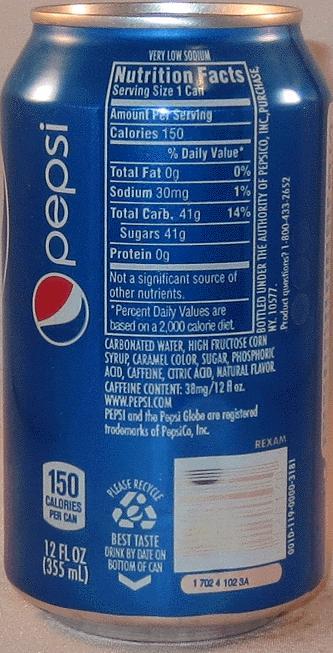 VERY LOW SODIUM
Nutrition Facts
Serving Size 1 Can
Amount Per Serving
Calories 150
% Daily Value*
Total Fat 0g 0%
Sodium 30mg 1%
Total Carb. 41g 14%
Sugars 41g
Protein 0g
Not a significant source of
other nutrients.
*Percent Daily Values are
based on a 2,000 calorie diet.
CARBONATED WATER, HIGH FRUCTOSE CORN
SYRUP, CARAMEL COLOR, SUGAR, PHOSPHORIC
ACID, CAFFEINE, CITRIC ACID, NATURAL FLAVOR.
CAFFEINE CONTENT: 38mg/12 fl oz.
WWW.PEPSI.COM
PEPSI and the Pepsi Globe are registered
trademarks of PepsiCo, Inc.
BOTTLED UNDER THE AUTHORITY OF PEPSICO, INC., PURCHASE,
NY. 10577.
Product questions? 1-800-433-2652
pepsi
REXAM
150
CALORIES
PER CAN
12 FL OZ
(355 mL)
PLEASE RECYCLE
BEST TASTE
DRINK BY DATE ON
BOTTOM OF CAN
001D-119-0000-3181
1 702 4 102 3A